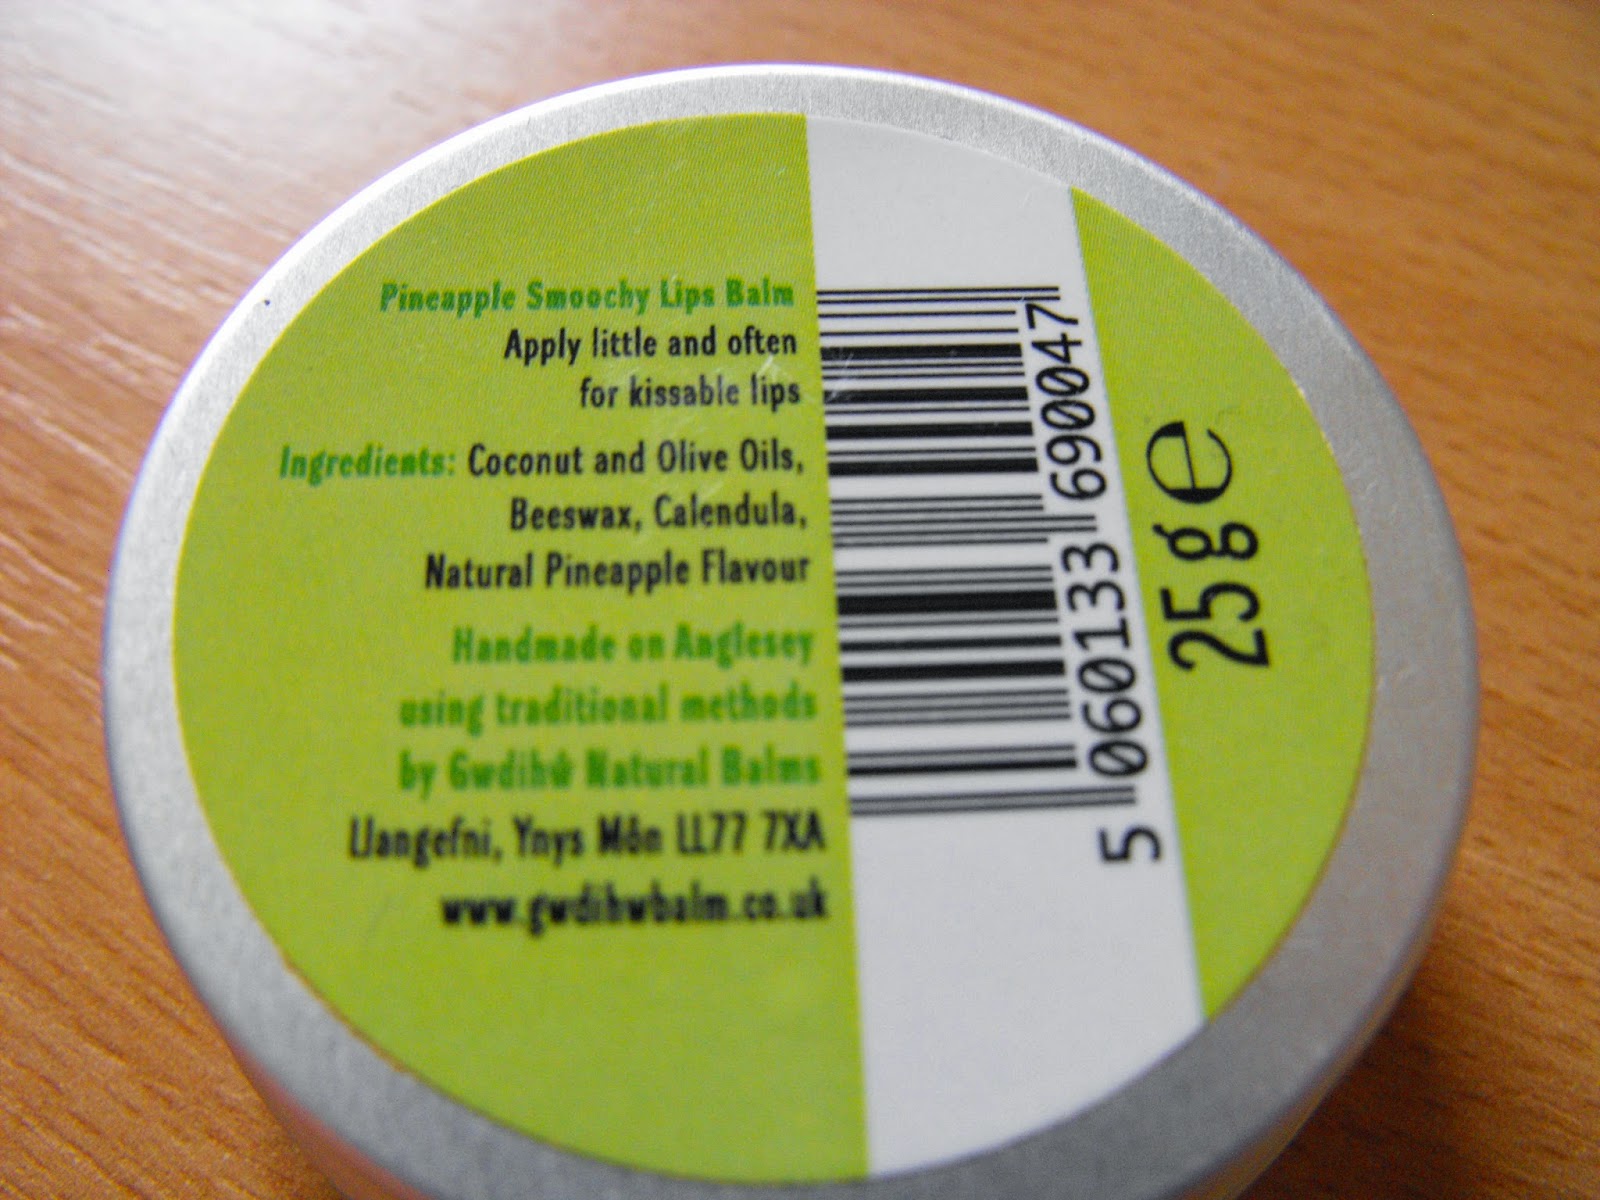 Pineapple Smoochy Lips Balm
Apply little and often
for kissable lips
Ingredients: Coconut and Olive Oils,
Beeswax, Calendula,
Natural Pineapple Flavour
Handmade on Anglesey
using traditional methods
by Gwdihŵ Natural Balms
Llangefni, Ynys Môn LL77 7XA
www.gwdihwbalm.co.uk
5 060133 690047
25g e